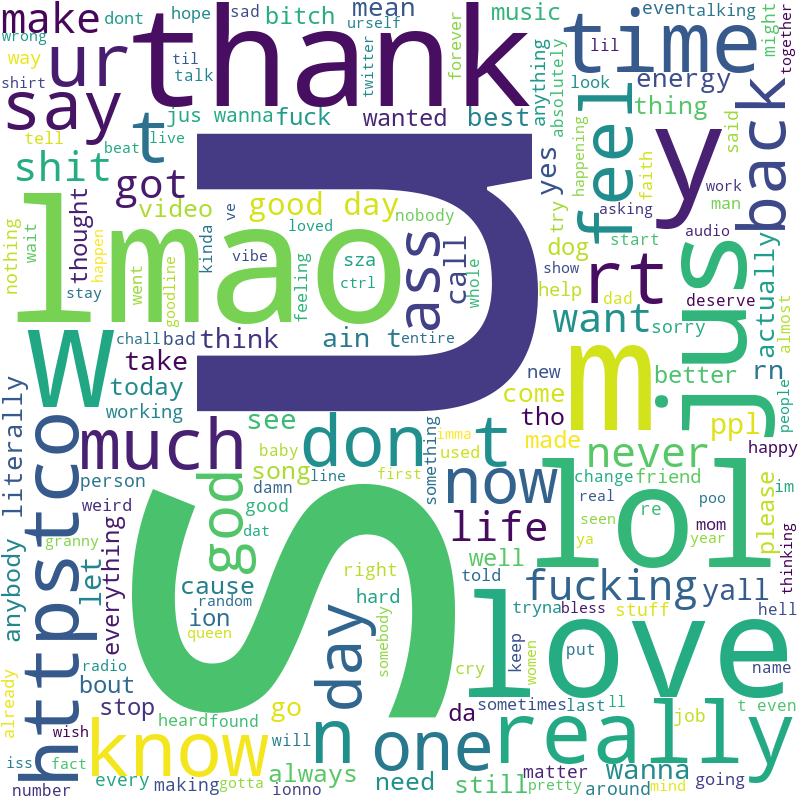 make
wrong
dont
way
hope
sad
til
talk
shirt
ur
thank
bitch
urself
twitter
mean
forever
music
lil
time
even
talking
might
together
say
t
tell
live
beat
jus
wanna
fuck
wanted
best
anything
absolutely
look
energy
thing
said
back
shit
got
thought
video
good day
nobody
loved
ve
kinda
vibe
u
yes
happening
feel
y
faith
asking
work
man
try
dog
start
audio
nothing
wait
happen
stay
went
goodline
lmao
feeling
sza
ctrl
ass
call
whole
show
help
dad
rt
deserve
jus
actually
almost
w
chall
bad
think
ain t
entire
want
sorry
take
today
working
new
come
m
better
rn
people
literally
httpstco
much
see
don
something
imma
used
t
tho
made
never
ppl
happy
person
weird
god
song
baby
damn
line
first
now
change
friend
real
seen
ya
re
poo
mom
year
please
im
thinking
anybody
granny
let
everything
good
dat
s
life
well
lol
cause
random
ion
queen
right
hard
told
tryna
bless
fucking
stuff
yall
hell
bout
radio
already
stop
day
somebody
cry
keep
women
love
put
name
wish
heard
found
go
da
sometimes
last
ll
job
t even
iss
fact
number
know
every
making
will
gotta
always
ionno
n
one
need
still
really
matter
pretty
wanna
around
mind
going